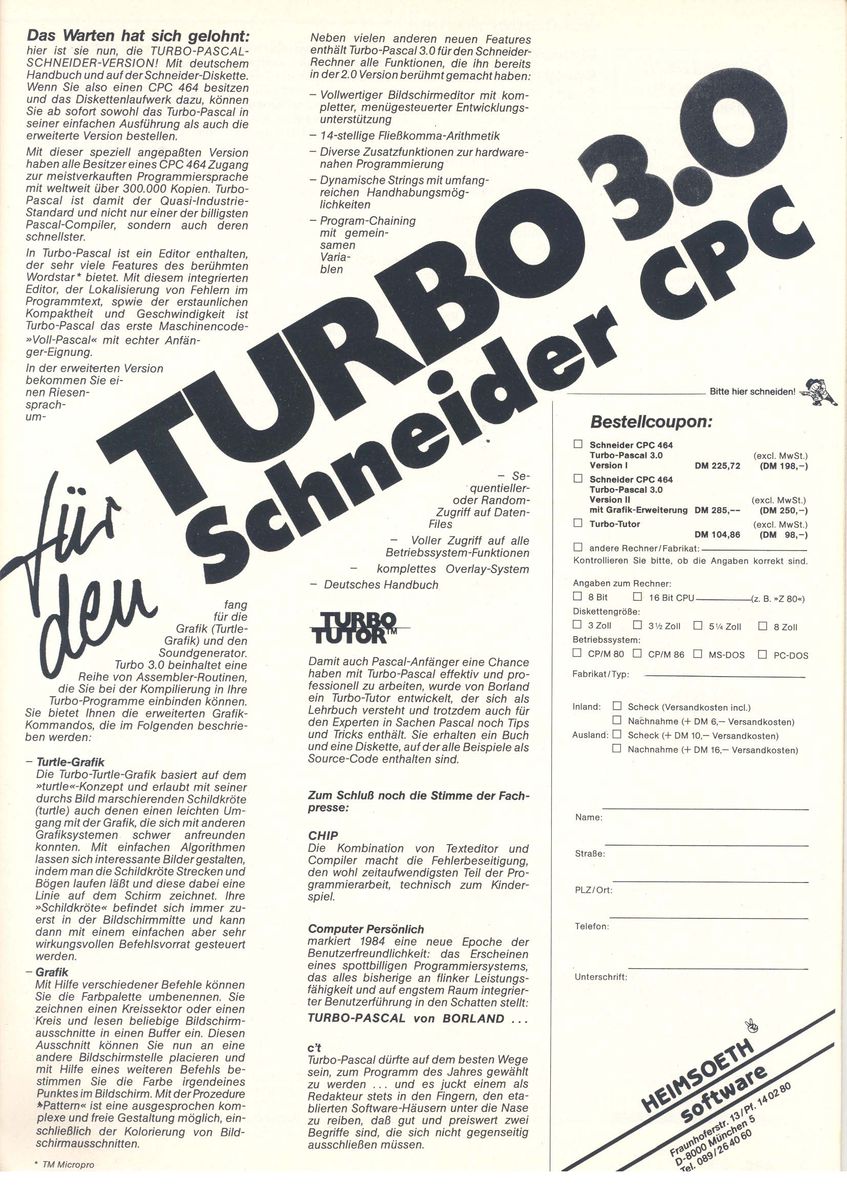 Das Warten hat sich gelohnt:
hier ist sie nun, die TURBO-PASCAL-
SCHNEIDER-VERSION! Mit deutschem
Handbuch und auf der Schneider-Diskette.
Wenn Sie also einen CPC 464 besitzen
und das Diskettenlaufwerk dazu, können
Sie ab sofort sowohl das Turbo-Pascal in
seiner einfachen Ausführung als auch die
erweiterte Version bestellen.
Mit dieser speziell angepaßten Version
haben alle Besitzer eines CPC 464 Zugang
zur meistverkauften Programmiersprache
mit weltweit über 300.000 Kopien. Turbo-
Pascal ist damit der Quasi-Industrie-
Standard und nicht nur einer der billigsten
Pascal-Compiler, sondern auch deren
schnellster.
In Turbo-Pascal ist ein Editor enthalten,
der sehr viele Features des berühmten
Wordstar* bietet. Mit diesem integrierten
Editor, der Lokalisierung von Fehlern im
Programmtext, sowie der erstaunlichen
Kompaktheit und Geschwindigkeit ist
Turbo-Pascal das erste Maschinencode-
»Voll-Pascal« mit echter Anfän-
ger-Eignung.
In der erweiterten Version
bekommen Sie ei-
nen Riesen-
sprach-
um-
fang
für die
Grafik (Turtle-
Grafik) und den
Soundgenerator.
Turbo 3.0 beinhaltet eine
Reihe von Assembler-Routinen,
die Sie bei der Kompilierung in Ihre
Turbo-Programme einbinden können.
Sie bietet Ihnen die erweiterten Grafik-
Kommandos, die im Folgenden beschrie-
ben werden:
– Turtle-Grafik
Die Turbo-Turtle-Grafik basiert auf dem
»turtle«-Konzept und erlaubt mit seiner
durchs Bild marschierenden Schildkröte
(turtle) auch denen einen leichten Um-
gang mit der Grafik, die sich mit anderen
Grafiksystemen schwer anfreunden
konnten. Mit einfachen Algorithmen
lassen sich interessante Bilder gestalten,
indem man die Schildkröte Strecken und
Bögen laufen läßt und diese dabei eine
Linie auf dem Schirm zeichnet. Ihre
»Schildkröte« befindet sich immer zu-
erst in der Bildschirmmitte und kann
dann mit einem einfachen aber sehr
wirkungsvollen Befehlsvorrat gesteuert
werden.
– Grafik
Mit Hilfe verschiedener Befehle können
Sie die Farbpalette umbenennen. Sie
zeichnen einen Kreissektor oder einen
Kreis und lesen beliebige Bildschirm-
ausschnitte in einen Buffer ein. Diesen
Ausschnitt können Sie nun an eine
andere Bildschirmstelle placieren und
mit Hilfe eines weiteren Befehls be-
stimmen Sie die Farbe irgendeines
Punktes im Bildschirm. Mit der Prozedure
»Pattern« ist eine ausgesprochen kom-
plexe und freie Gestaltung möglich, ein-
schließlich der Kolorierung von Bild-
schirmausschnitten.
* TM Micropro
Neben vielen anderen neuen Features
enthält Turbo-Pascal 3.0 für den Schneider-
Rechner alle Funktionen, die ihn bereits
in der 2.0 Version berühmt gemacht haben:
– Vollwertiger Bildschirmeditor mit kom-
pletter, menügesteuerter Entwicklungs-
unterstützung
– 14-stellige Fließkomma-Arithmetik
– Diverse Zusatzfunktionen zur hardware-
nahen Programmierung
– Dynamische Strings mit umfang-
reichen Handhabungsmög-
lichkeiten
– Program-Chaining
mit gemein-
samen
Varia-
blen
für den
TURBO 3.0
Schneider CPC
– Se-
quentieller-
oder Random-
Zugriff auf Daten-
Files
– Voller Zugriff auf alle
Betriebssystem-Funktionen
– komplettes Overlay-System
– Deutsches Handbuch
TURBO
TUTOR™
Damit auch Pascal-Anfänger eine Chance
haben mit Turbo-Pascal effektiv und pro-
fessionell zu arbeiten, wurde von Borland
ein Turbo-Tutor entwickelt, der sich als
Lehrbuch versteht und trotzdem auch für
den Experten in Sachen Pascal noch Tips
und Tricks enthält. Sie erhalten ein Buch
und eine Diskette, auf der alle Beispiele als
Source-Code enthalten sind.
Zum Schluß noch die Stimme der Fach-
presse:
CHIP
Die Kombination von Texteditor und
Compiler macht die Fehlerbeseitigung,
den wohl zeitaufwendigsten Teil der Pro-
grammierarbeit, technisch zum Kinder-
spiel.
Computer Persönlich
markiert 1984 eine neue Epoche der
Benutzerfreundlichkeit: das Erscheinen
eines spottbilligen Programmiersystems,
das alles bisherige an flinker Leistungs-
fähigkeit und auf engstem Raum integrier-
ter Benutzerführung in den Schatten stellt:
TURBO-PASCAL von BORLAND ...
c't
Turbo-Pascal dürfte auf dem besten Wege
sein, zum Programm des Jahres gewählt
zu werden ... und es juckt einem als
Redakteur stets in den Fingern, den eta-
blierten Software-Häusern unter die Nase
zu reiben, daß gut und preiswert zwei
Begriffe sind, die sich nicht gegenseitig
ausschließen müssen.
Bitte hier schneiden!
Bestellcoupon:
Schneider CPC 464
Turbo-Pascal 3.0 (excl. MwSt.)
Version I DM 225,72 (DM 198,–)
Schneider CPC 464
Turbo-Pascal 3.0
Version II (excl. MwSt.)
mit Grafik-Erweiterung DM 285,-- (DM 250,–)
Turbo-Tutor (excl. MwSt.)
DM 104,86 (DM 98,–)
andere Rechner/Fabrikat:
Kontrollieren Sie bitte, ob die Angaben korrekt sind.
Angaben zum Rechner:
8 Bit 16 Bit CPU (z. B. »Z 80«)
Diskettengröße:
3 Zoll 3½ Zoll 5¼ Zoll 8 Zoll
Betriebssystem:
CP/M 80 CP/M 86 MS-DOS PC-DOS
Fabrikat/Typ:
Inland: Scheck (Versandkosten incl.)
Nachnahme (+ DM 6,– Versandkosten)
Ausland: Scheck (+ DM 10,– Versandkosten)
Nachnahme (+ DM 16,– Versandkosten)
Name:
Straße:
PLZ/Ort:
Telefon:
Unterschrift:
HEIMSOETH
software
Fraunhoferstr. 13/Pf. 14 02 80
D-8000 München 5
Tel. 089/26 40 60